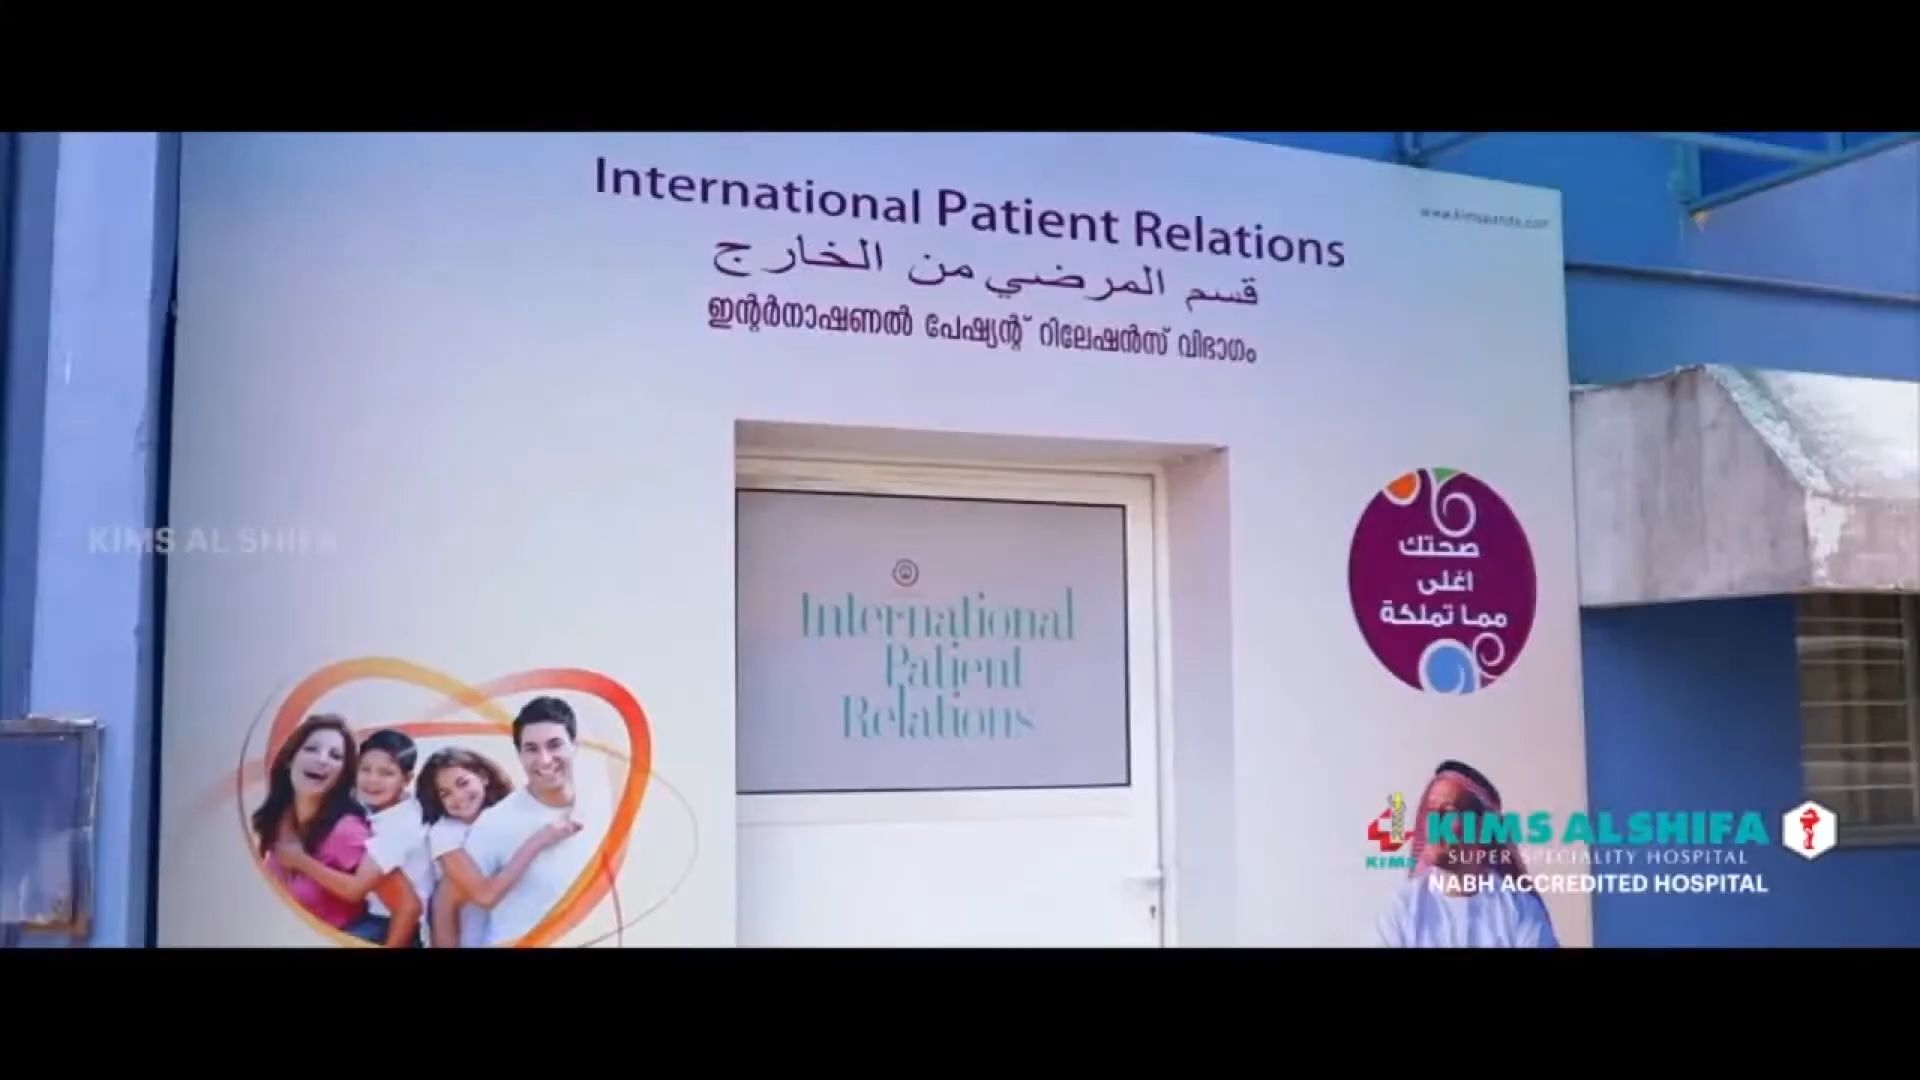 International Patient Relations
قسم المرضي من الخارج
ഇന്റർനാഷണൽ പേഷ്യന്റ് റിലേഷൻസ് വിഭാഗം
KIMS AL SHIFA
International
Patient
Relations
صحتك
اغلى
مما تملكة
KIMS
KIMS ALSHIFA
SUPER SPECIALITY HOSPITAL
NABH ACCREDITED HOSPITAL